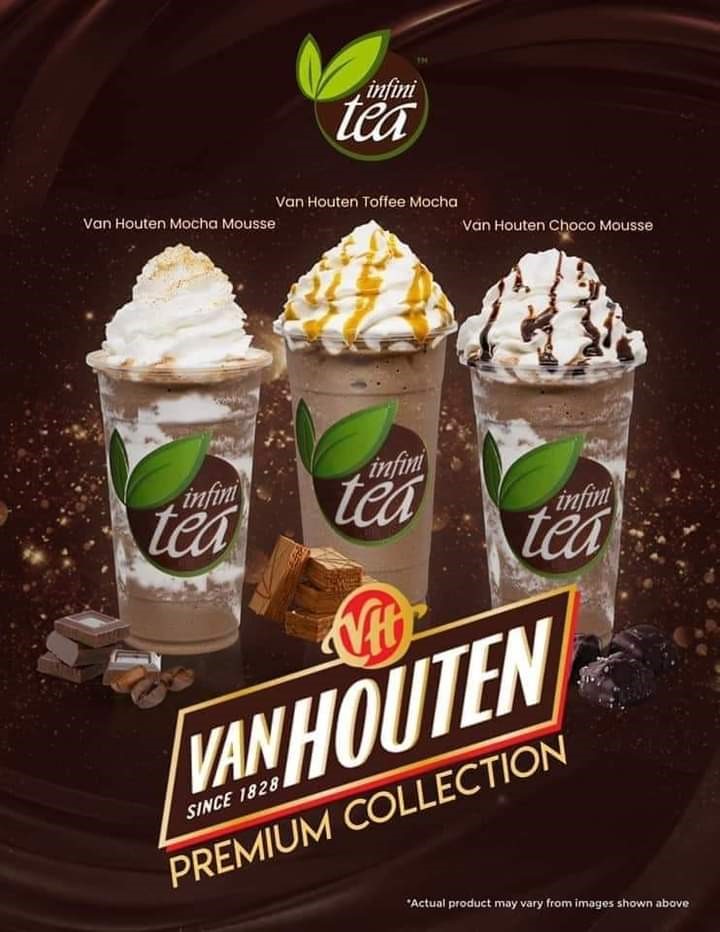 infini
tea
TM
Van Houten Toffee Mocha
Van Houten Mocha Mousse
Van Houten Choco Mousse
infini
tea
infini
tea
infini
tea
VH
VAN HOUTEN
SINCE 1828
PREMIUM COLLECTION
*Actual product may vary from images shown above